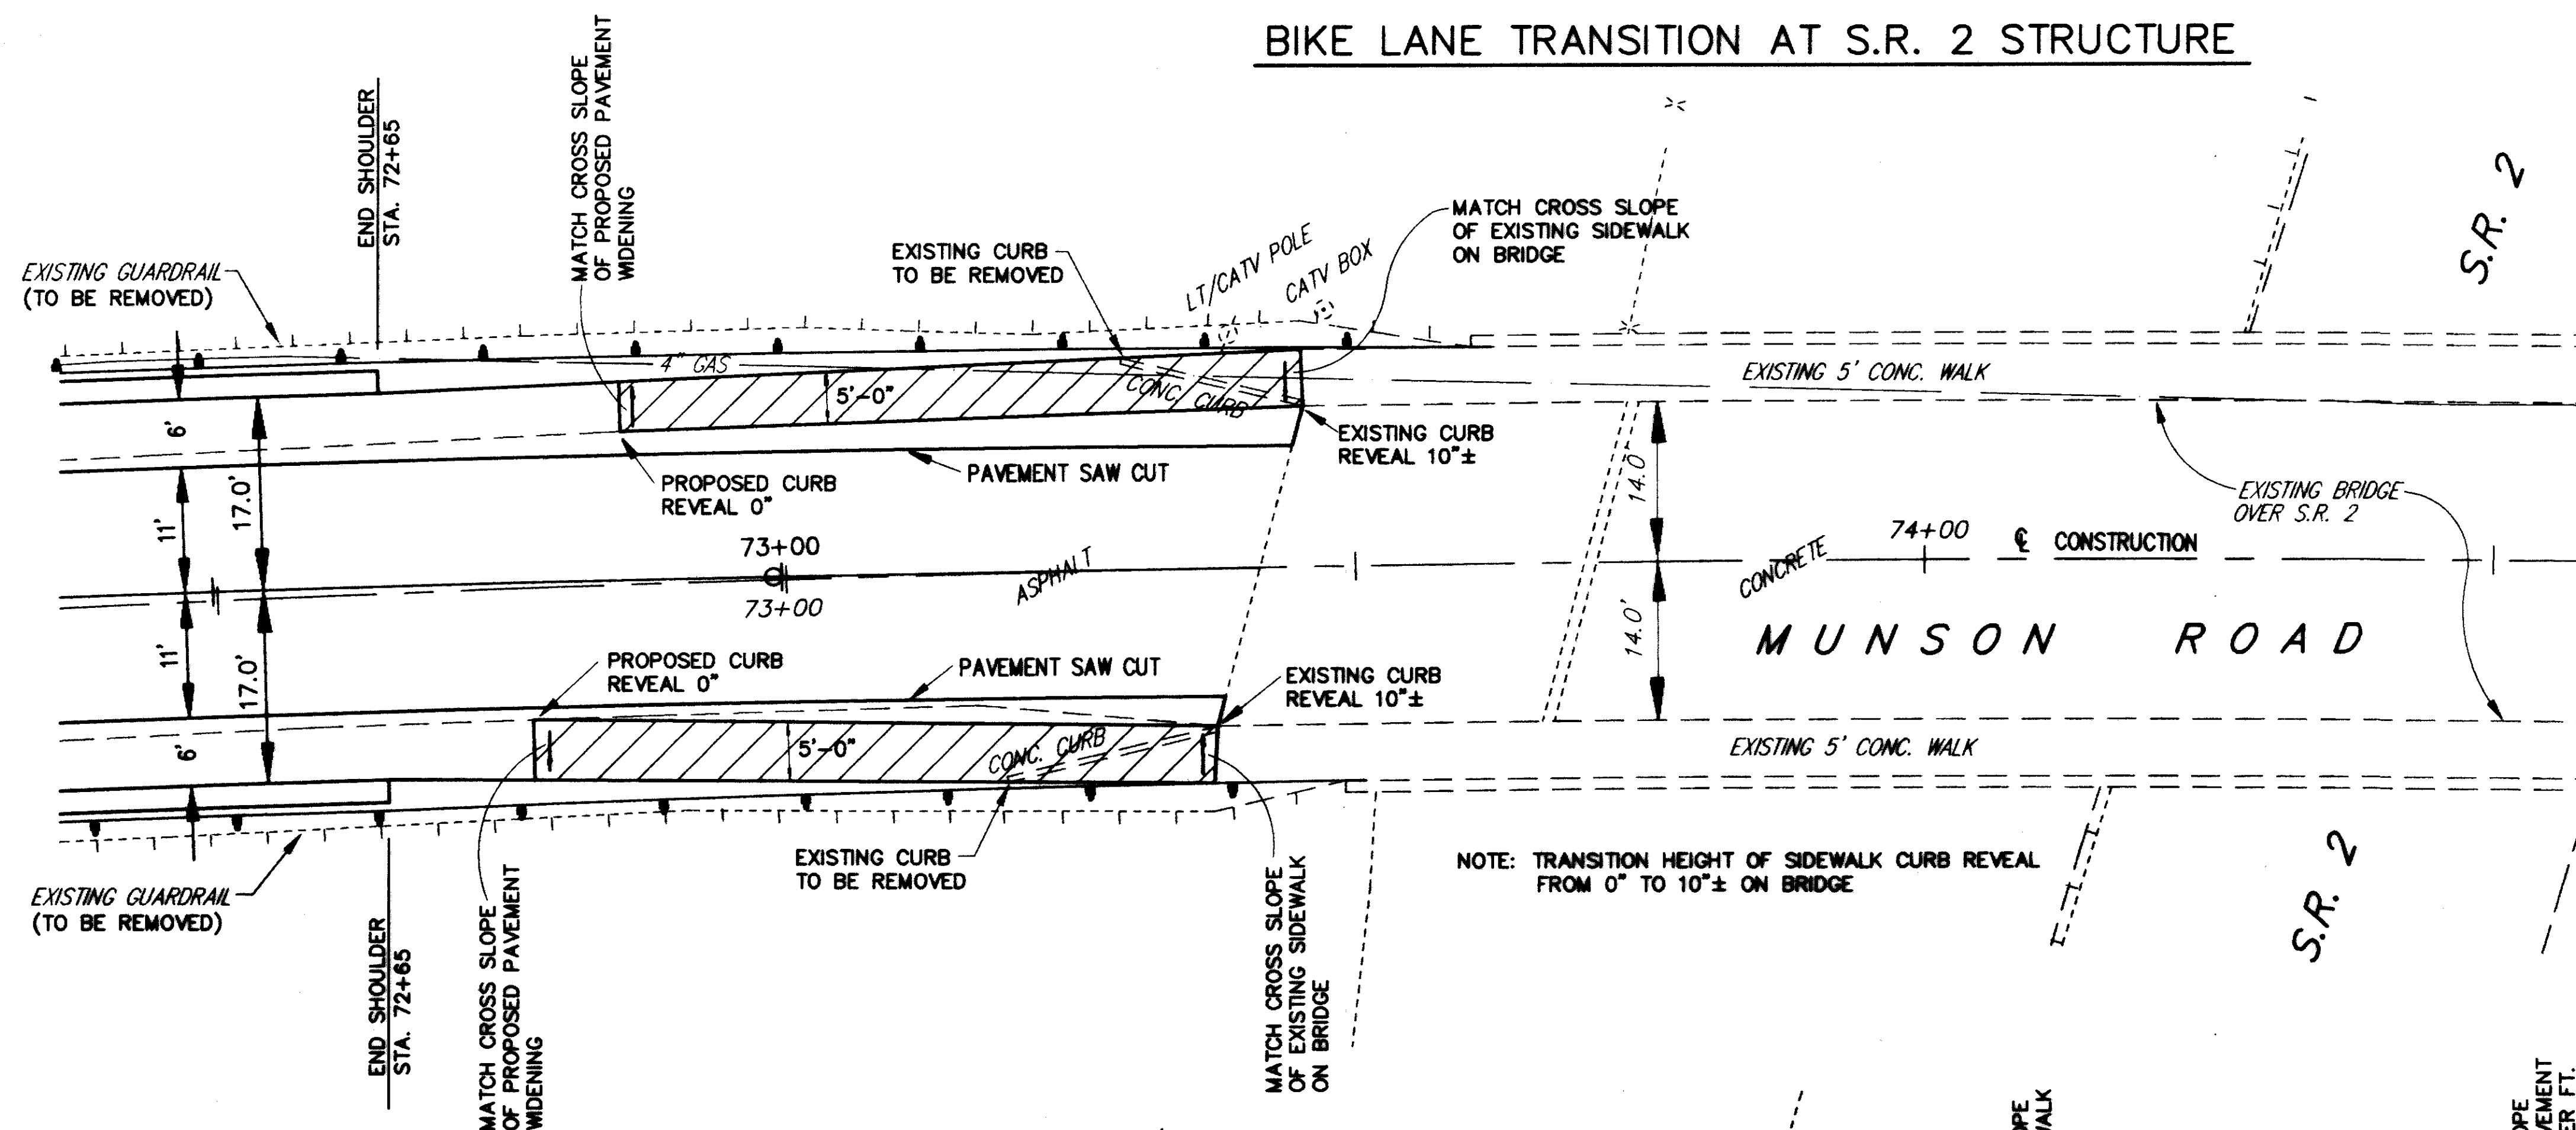 BIKE LANE TRANSITION AT S.R. 2 STRUCTURE
END SHOULDER
STA. 72+65
MATCH CROSS SLOPE
OF PROPOSED PAVEMENT
WIDENING
EXISTING GUARDRAIL
(TO BE REMOVED)
EXISTING CURB
TO BE REMOVED
LT/CATV POLE
CATV BOX
MATCH CROSS SLOPE
OF EXISTING SIDEWALK
ON BRIDGE
S.R. 2
4" GAS
5'-0"
CONC. CURB
EXISTING 5' CONC. WALK
6'
EXISTING CURB
REVEAL 10"±
PROPOSED CURB
REVEAL 0"
PAVEMENT SAW CUT
11'
17.0'
14.0'
EXISTING BRIDGE
OVER S.R. 2
73+00
73+00
ASPHALT
CONCRETE
74+00
℄ CONSTRUCTION
MUNSON ROAD
11'
17.0'
14.0'
PROPOSED CURB
REVEAL 0"
PAVEMENT SAW CUT
EXISTING CURB
REVEAL 10"±
6'
5'-0"
CONC. CURB
EXISTING 5' CONC. WALK
EXISTING GUARDRAIL
(TO BE REMOVED)
END SHOULDER
STA. 72+65
MATCH CROSS SLOPE
OF PROPOSED PAVEMENT
WIDENING
EXISTING CURB
TO BE REMOVED
MATCH CROSS SLOPE
OF EXISTING SIDEWALK
ON BRIDGE
NOTE: TRANSITION HEIGHT OF SIDEWALK CURB REVEAL
FROM 0" TO 10"± ON BRIDGE
S.R. 2
OPE
WALK
OPE
VEMENT
ER FT.